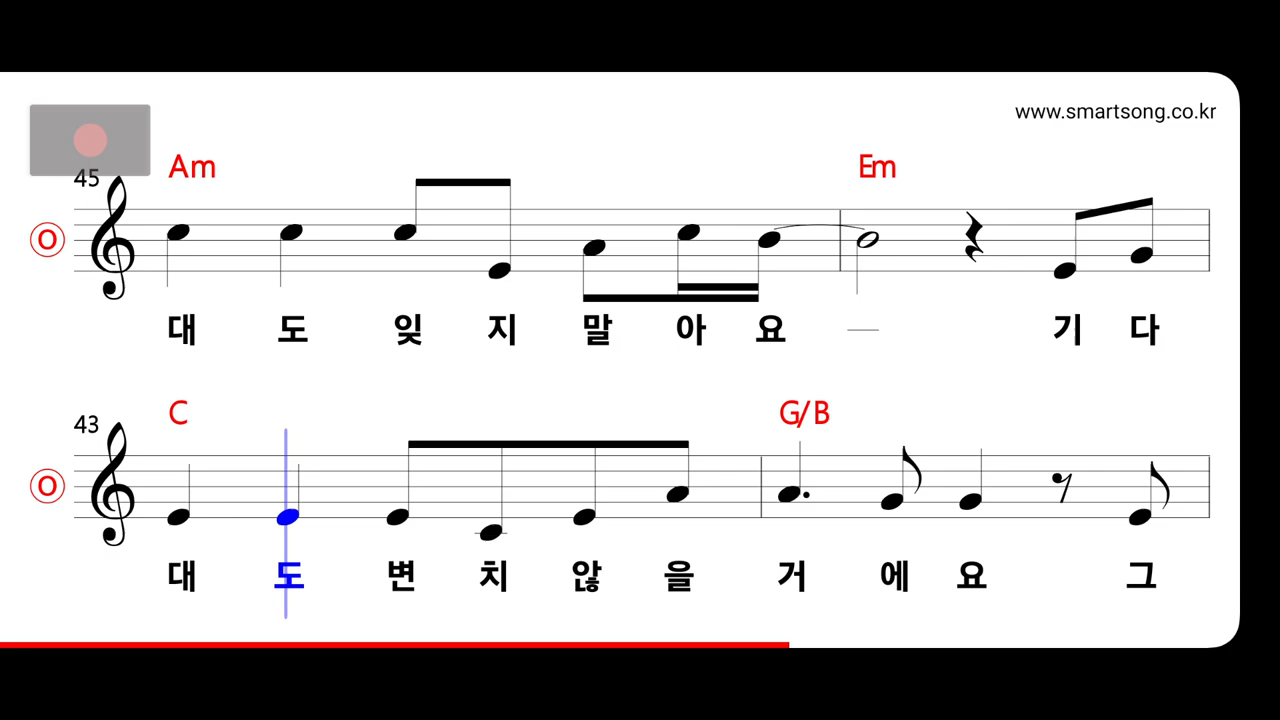 www.smartsong.co.kr
45 Am Em
O
대 도 잊 지 말 아 요 — 기 다
43 C G/B
O
대 도 변 치 않 을 거 에 요 그